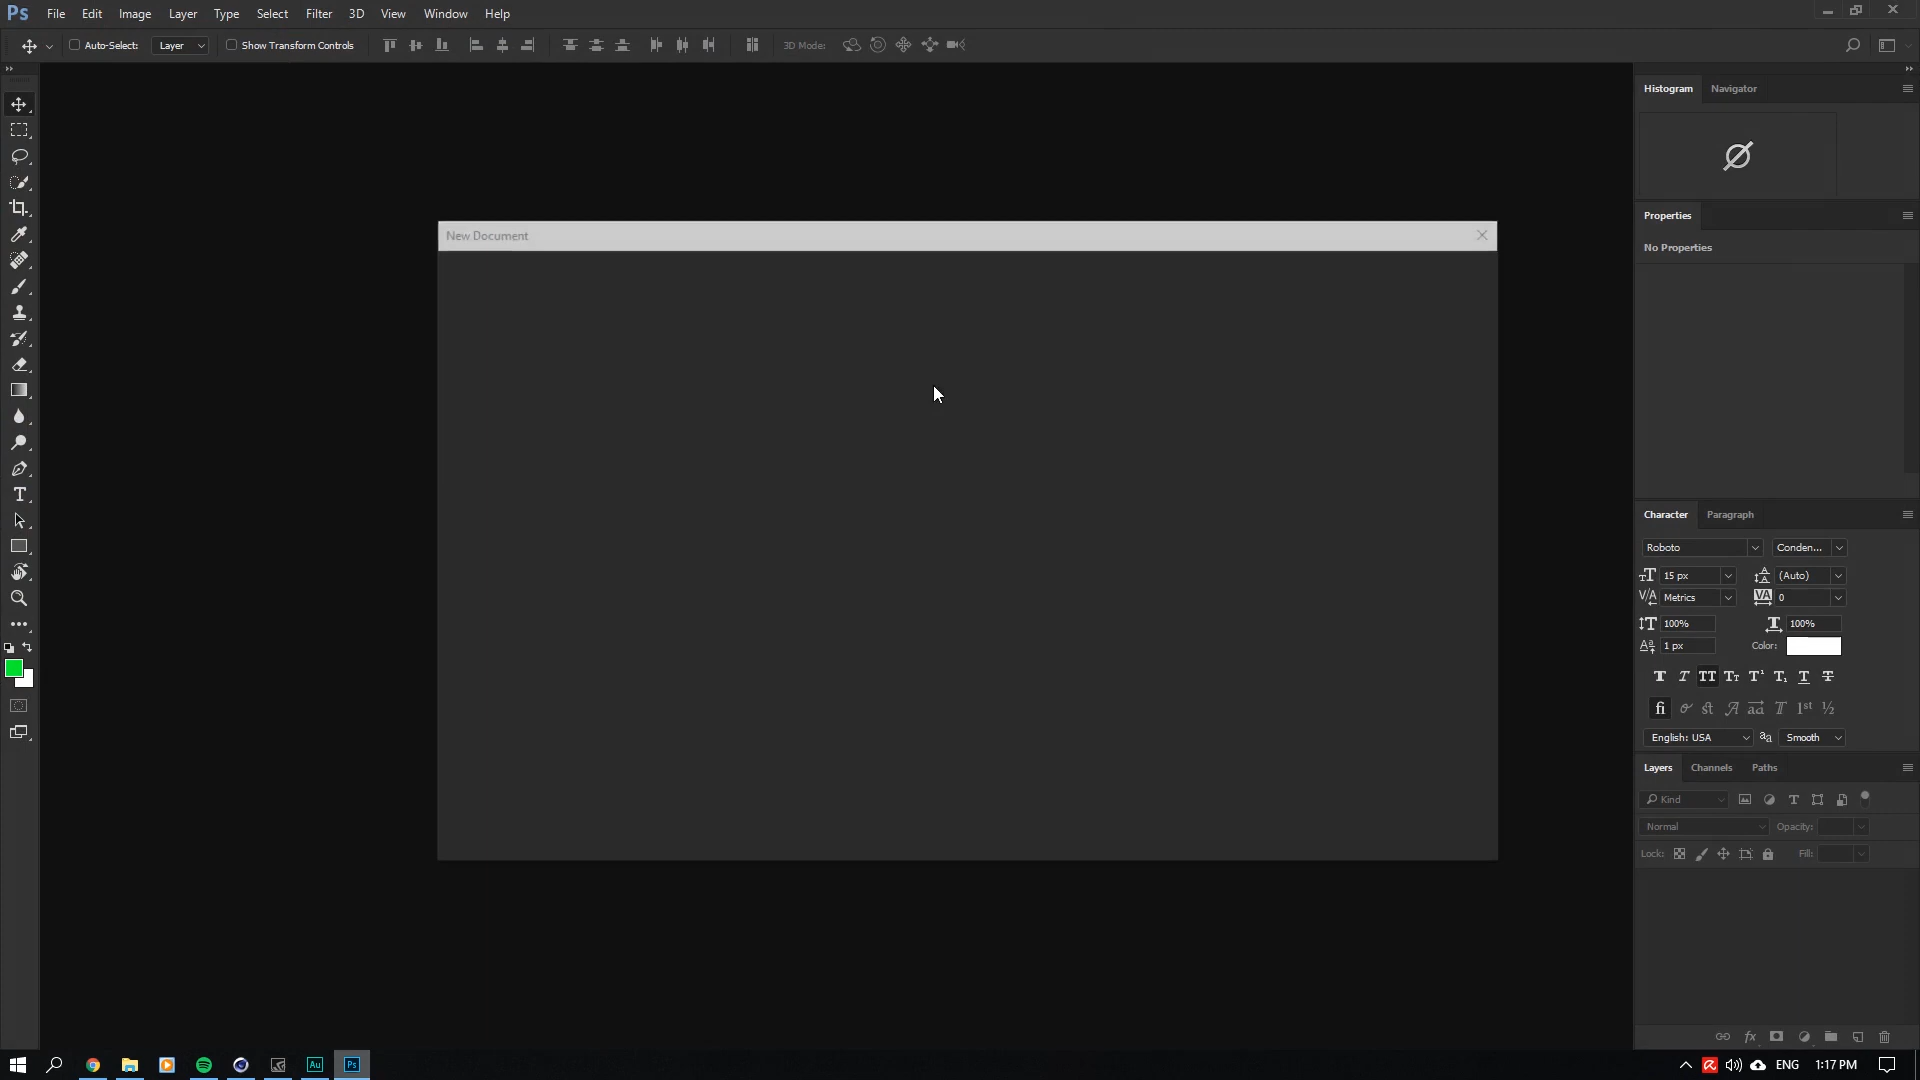 Ps File Edit Image Layer Type Select Filter 3D View Window Help
Auto-Select: Layer Show Transform Controls 3D Mode:
Histogram Navigator
New Document
Properties
No Properties
Character Paragraph
Roboto Conden...
15 px (Auto)
Metrics 0
100% 100%
1 px Color:
English: USA Smooth
Layers Channels Paths
Kind
Normal Opacity:
Lock: Fill:
Au Ps ENG 1:17 PM